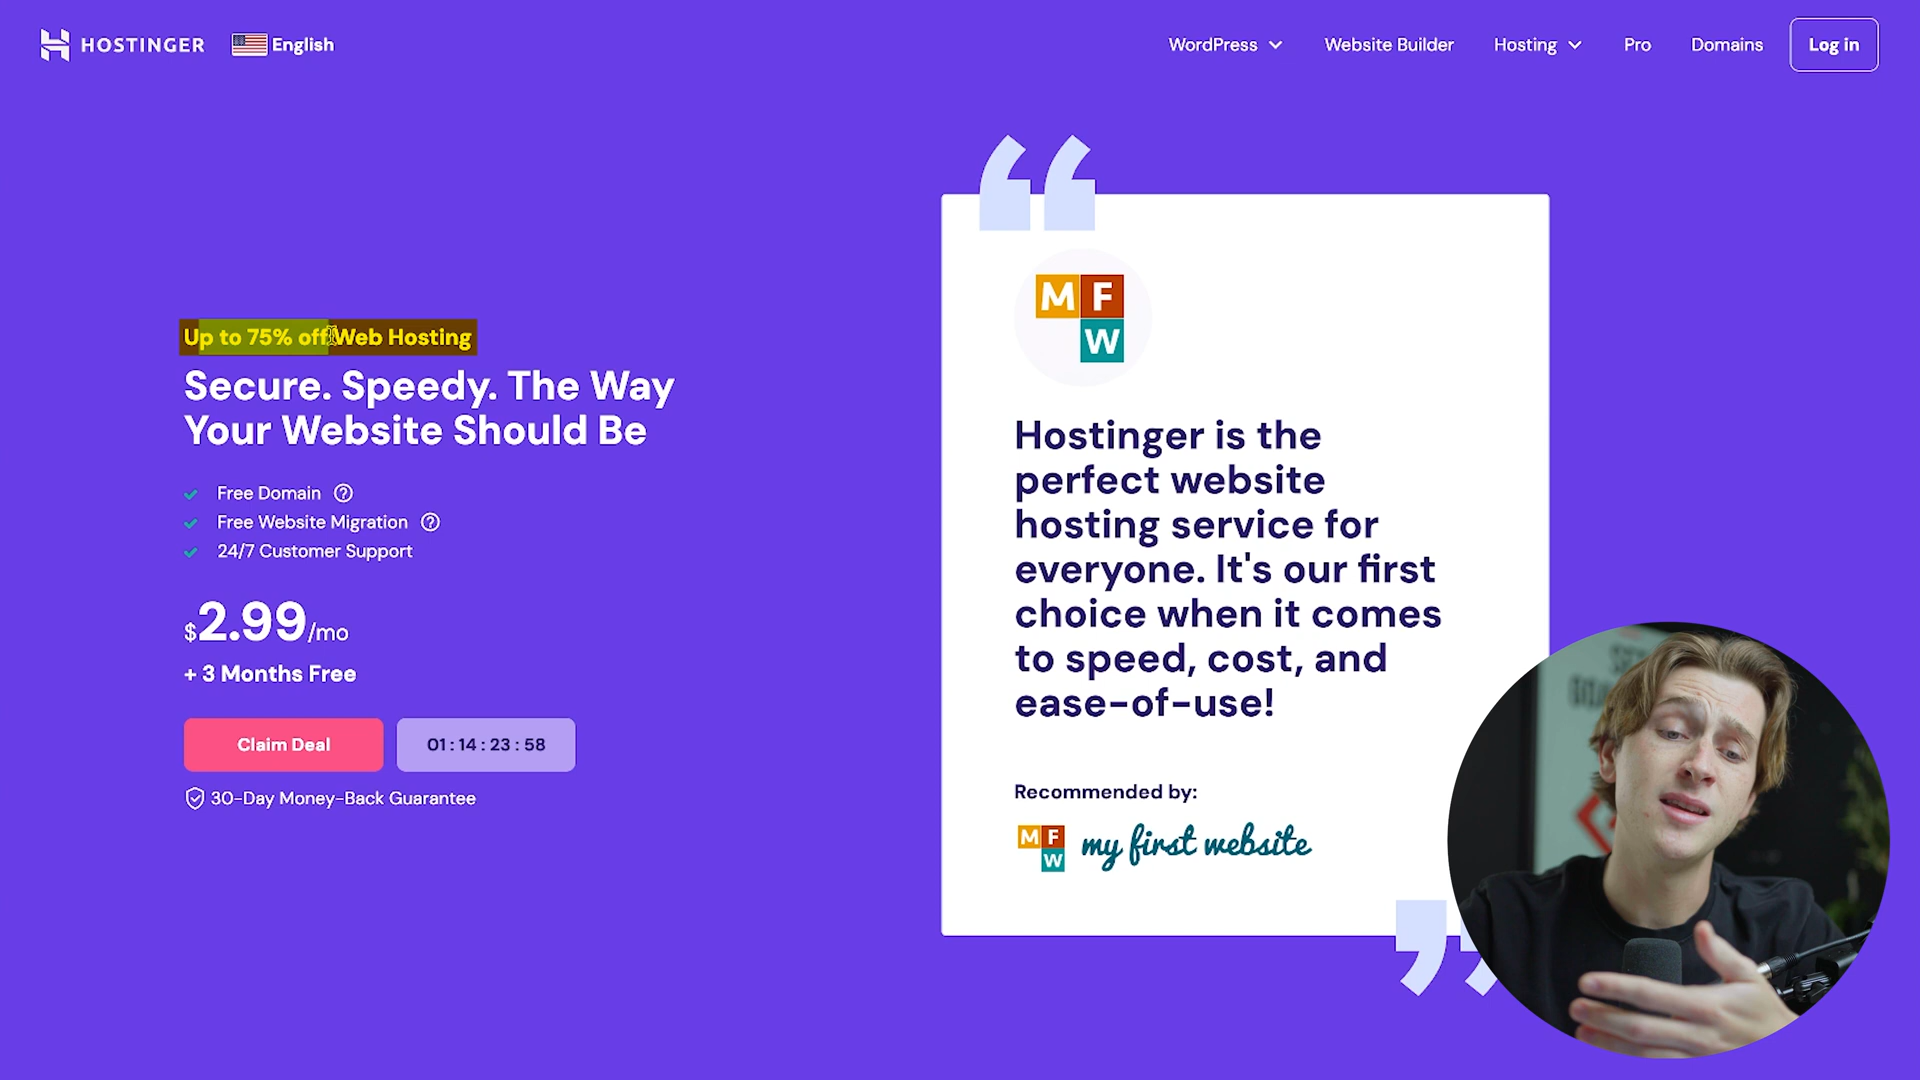 HOSTINGER
English
WordPress
Website Builder
Hosting
Pro
Domains
Log in
Up to 75% off Web Hosting
Secure. Speedy. The Way
Your Website Should Be
Free Domain
Free Website Migration
24/7 Customer Support
$2.99/mo
+ 3 Months Free
Claim Deal
01 : 14 : 23 : 58
30-Day Money-Back Guarantee
“
M F
W
Hostinger is the
perfect website
hosting service for
everyone. It's our first
choice when it comes
to speed, cost, and
ease-of-use!
Recommended by:
M F
W
my first website
”